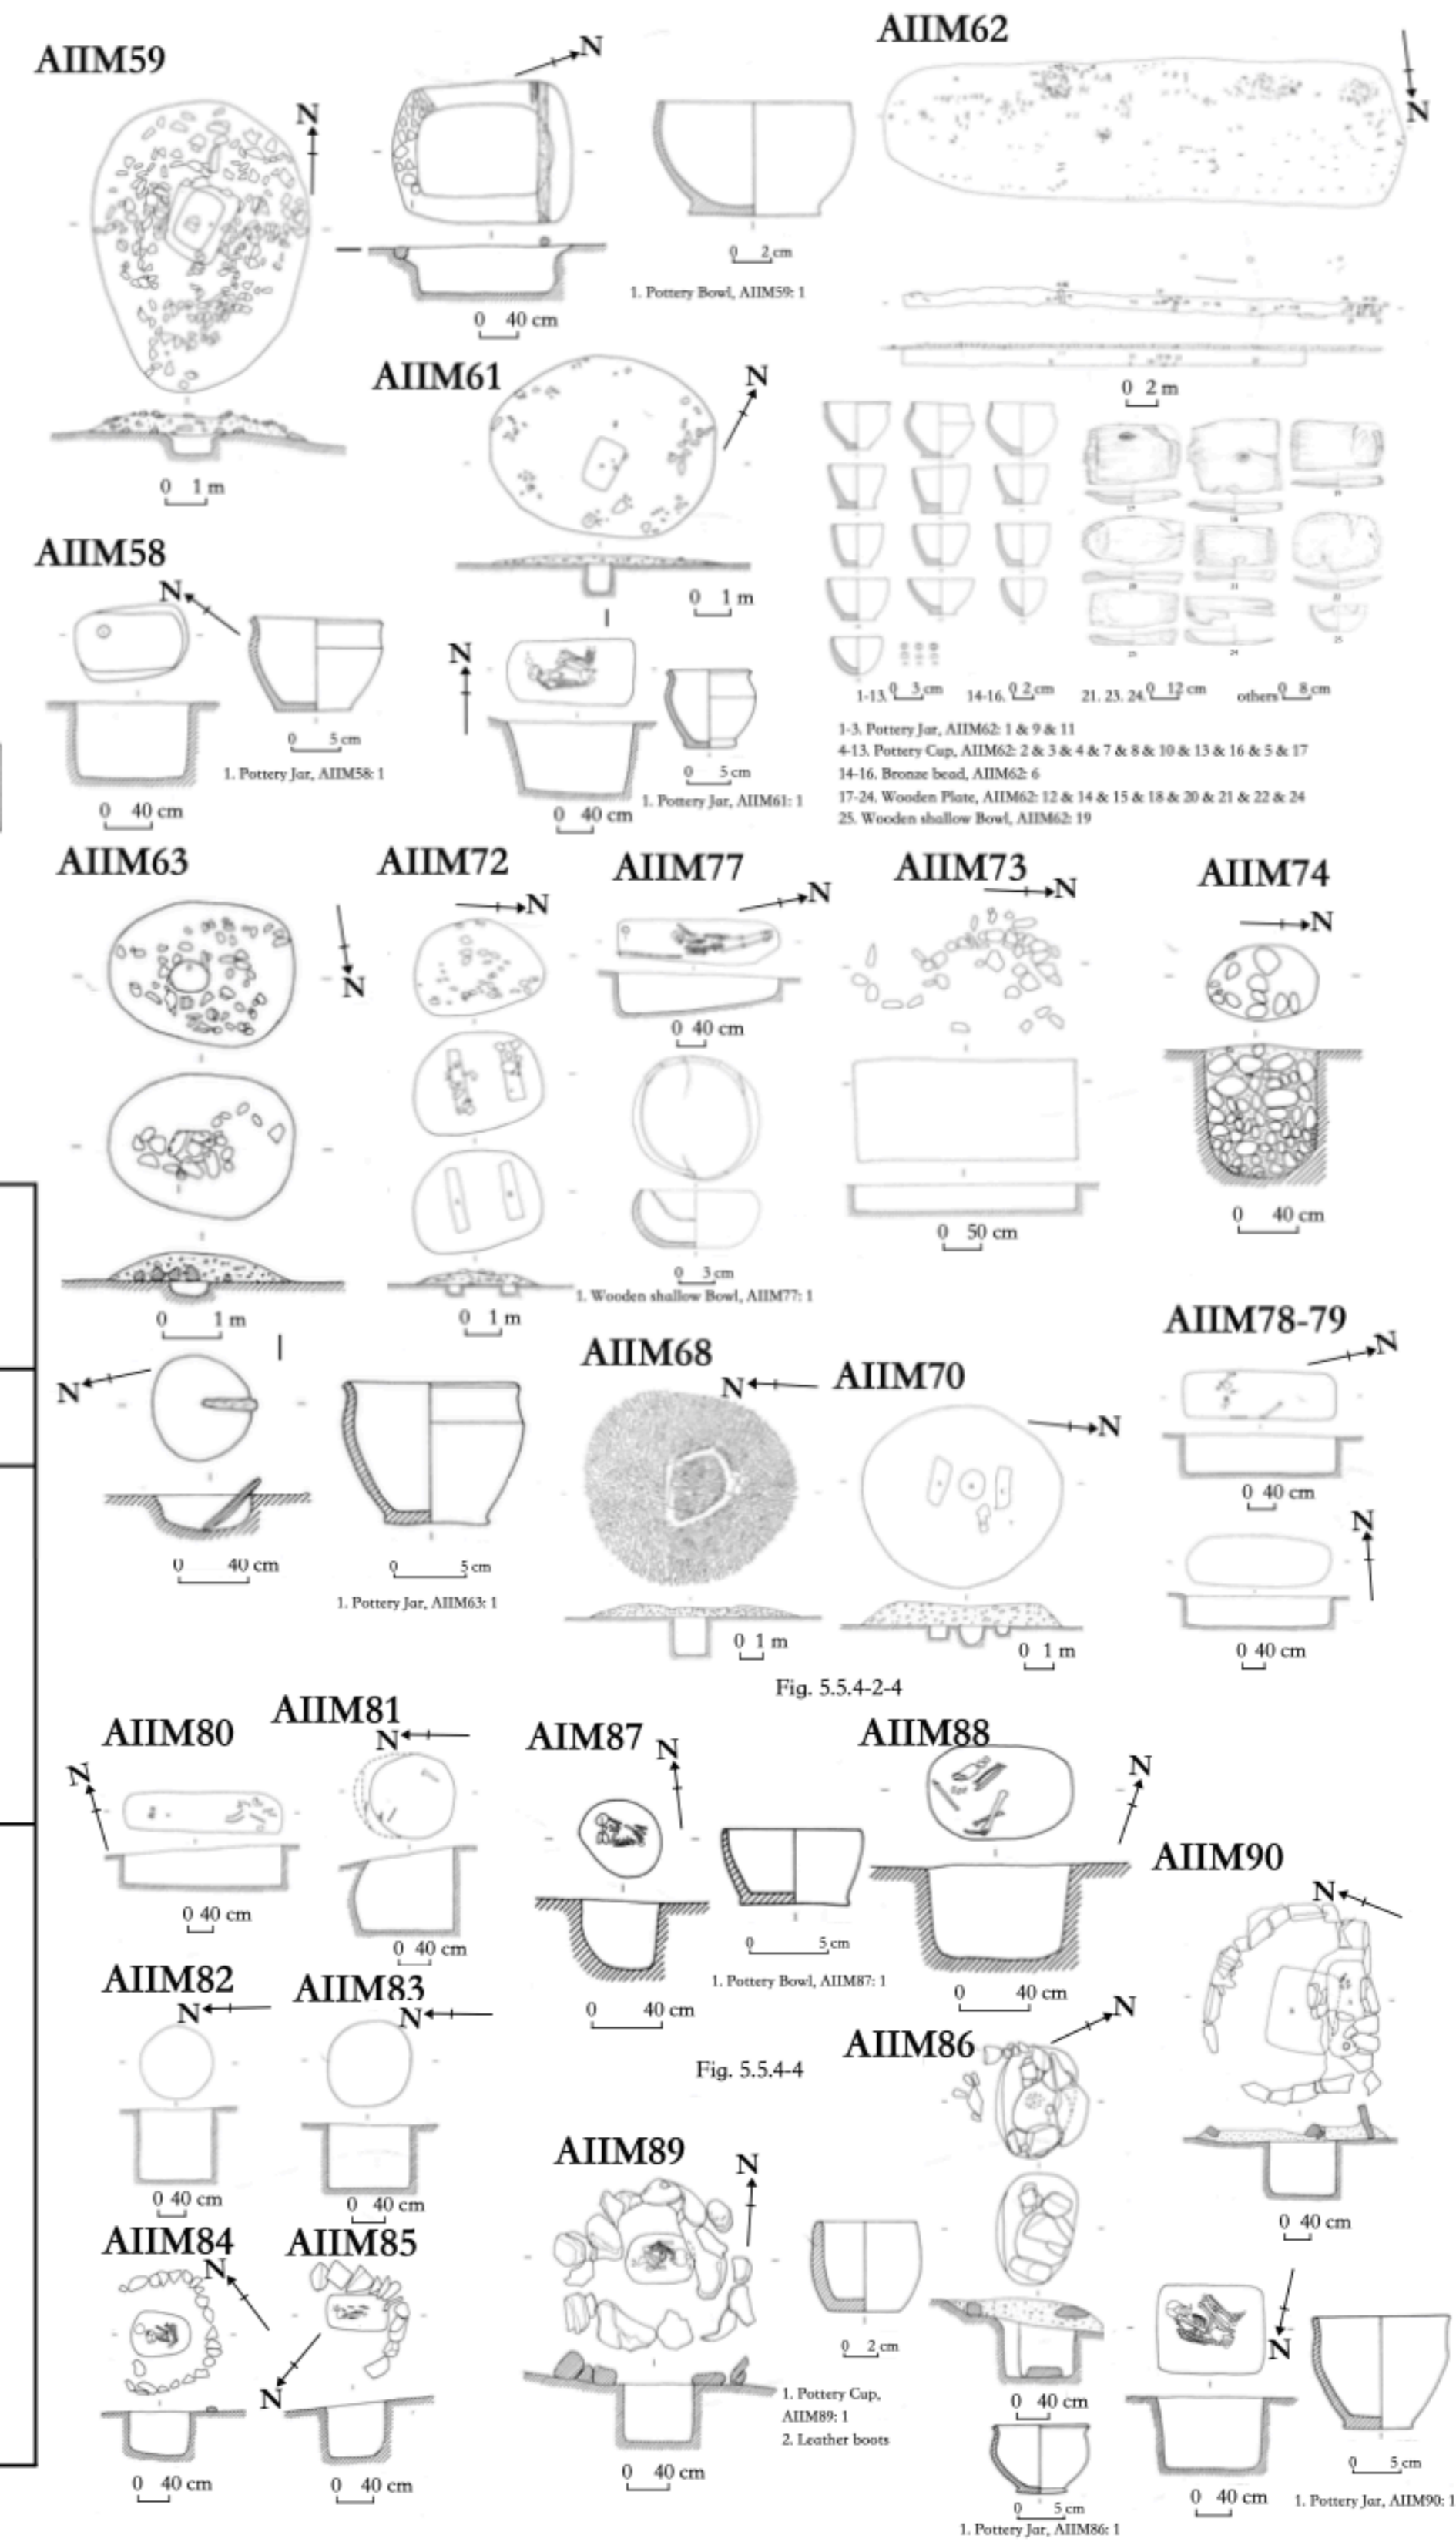 AIIM59
N
N
0 2 cm
1. Pottery Bowl, AIIM59: 1
0 40 cm
0 1 m
AIIM62
N
0 2 m
1-13. 0 3 cm 14-16. 0 2 cm 21. 23. 24. 0 12 cm others 0 8 cm
1-3. Pottery Jar, AIIM62: 1 & 9 & 11
4-13. Pottery Cup, AIIM62: 2 & 3 & 4 & 7 & 8 & 10 & 13 & 16 & 5 & 17
14-16. Bronze bead, AIIM62: 6
17-24. Wooden Plate, AIIM62: 12 & 14 & 15 & 18 & 20 & 21 & 22 & 24
25. Wooden shallow Bowl, AIIM62: 19
AIIM61
N
0 1 m
N
0 5 cm
1. Pottery Jar, AIIM61: 1
0 40 cm
AIIM58
N
0 5 cm
1. Pottery Jar, AIIM58: 1
0 40 cm
AIIM63
N
0 1 m
N
0 40 cm
0 5 cm
1. Pottery Jar, AIIM63: 1
AIIM72
N
0 1 m
AIIM77
N
0 40 cm
0 3 cm
1. Wooden shallow Bowl, AIIM77: 1
AIIM73
N
0 50 cm
AIIM74
N
0 40 cm
AIIM68
N
0 1 m
AIIM70
N
0 1 m
AIIM78-79
N
0 40 cm
N
0 40 cm
Fig. 5.5.4-2-4
AIIM80
N
0 40 cm
AIIM81
N
0 40 cm
AIM87
N
0 5 cm
1. Pottery Bowl, AIIM87: 1
0 40 cm
AIIM88
N
0 40 cm
AIIM90
N
0 40 cm
N
0 40 cm
0 5 cm
1. Pottery Jar, AIIM90: 1
AIIM82
N
0 40 cm
AIIM83
N
0 40 cm
Fig. 5.5.4-4
AIIM86
N
0 40 cm
0 5 cm
1. Pottery Jar, AIIM86: 1
AIIM84
N
0 40 cm
AIIM85
N
0 40 cm
AIIM89
N
0 2 cm
1. Pottery Cup,
AIIM89: 1
2. Leather boots
0 40 cm